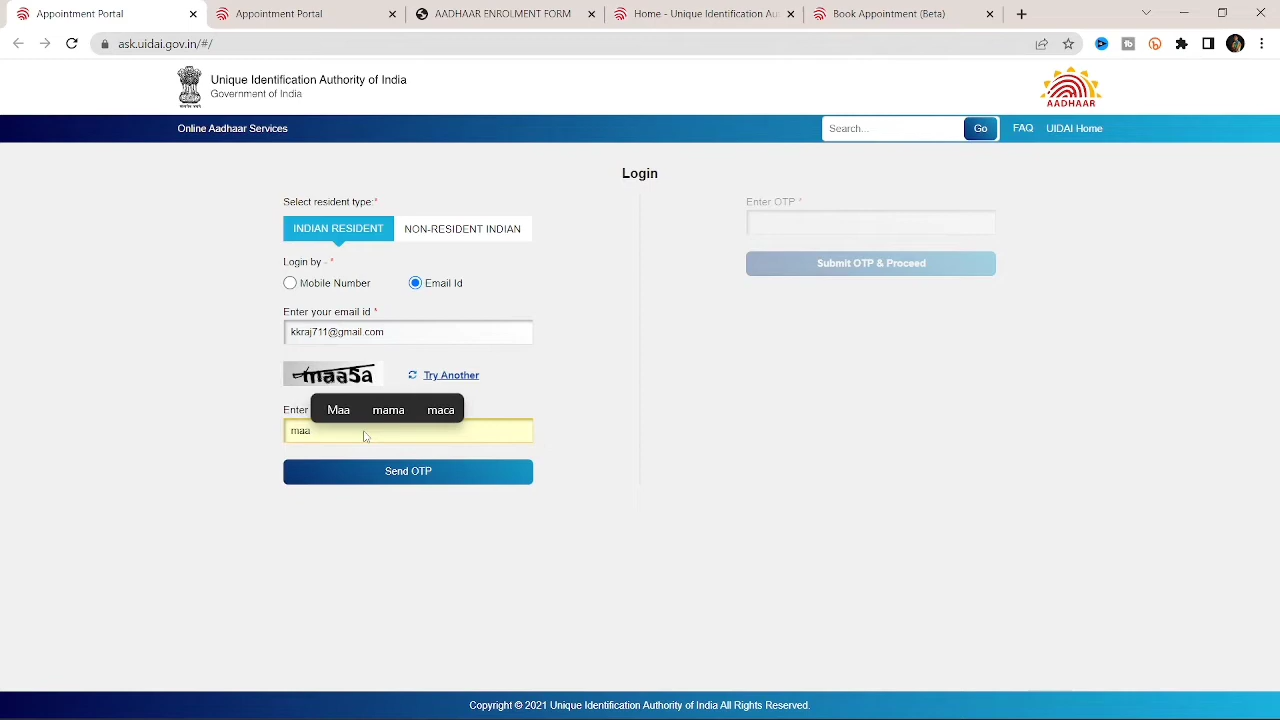 Appointment Portal
Appointment Portal
AADHAAR ENROLMENT FORM
Home - Unique Identification Aut
Book Appointment (Beta)
ask.uidai.gov.in/#/
Unique Identification Authority of India
Government of India
AADHAAR
Online Aadhaar Services
Search...
Go
FAQ
UIDAI Home
Login
Select resident type:*
INDIAN RESIDENT
NON-RESIDENT INDIAN
Login by - *
Mobile Number
Email Id
Enter your email id *
kkraj711@gmail.com
maa5a
Try Another
Enter
Maa mama maca
maa
Send OTP
Enter OTP *
Submit OTP & Proceed
Copyright © 2021 Unique Identification Authority of India All Rights Reserved.